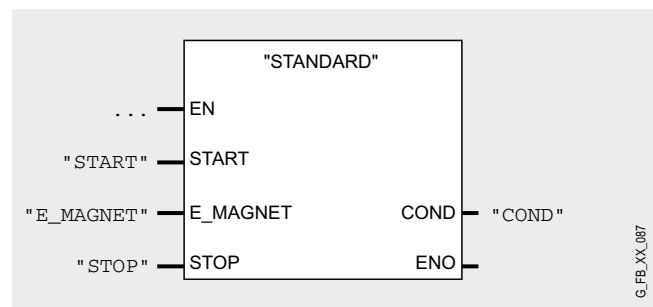 "STANDARD"
... EN
"START" START
"E_MAGNET" E_MAGNET COND "COND"
"STOP" STOP ENO
G_FB_XX_087